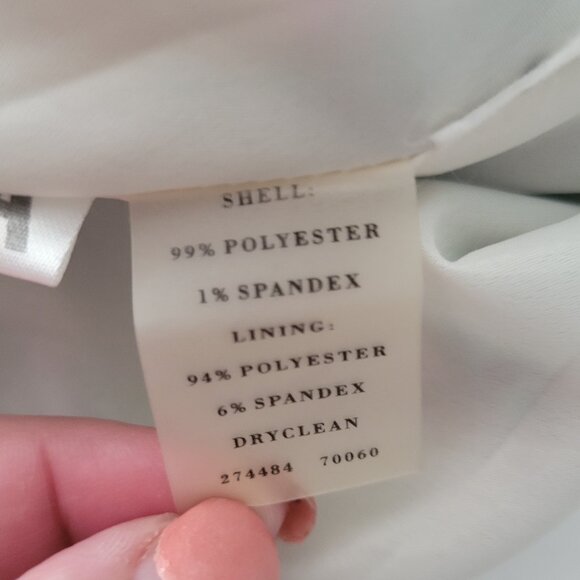 SHELL:
99% POLYESTER
1% SPANDEX
LINING:
94% POLYESTER
6% SPANDEX
DRYCLEAN
274484 70060